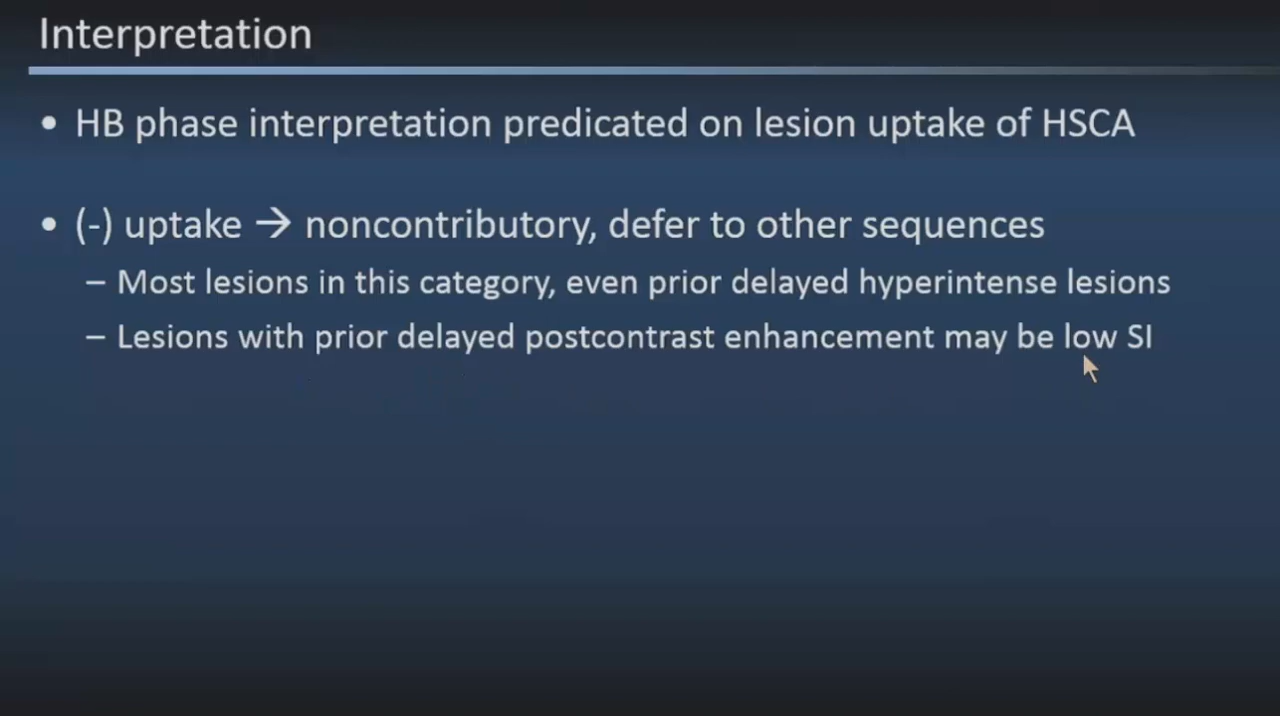 Interpretation
• HB phase interpretation predicated on lesion uptake of HSCA
• (-) uptake → noncontributory, defer to other sequences
– Most lesions in this category, even prior delayed hyperintense lesions
– Lesions with prior delayed postcontrast enhancement may be low SI